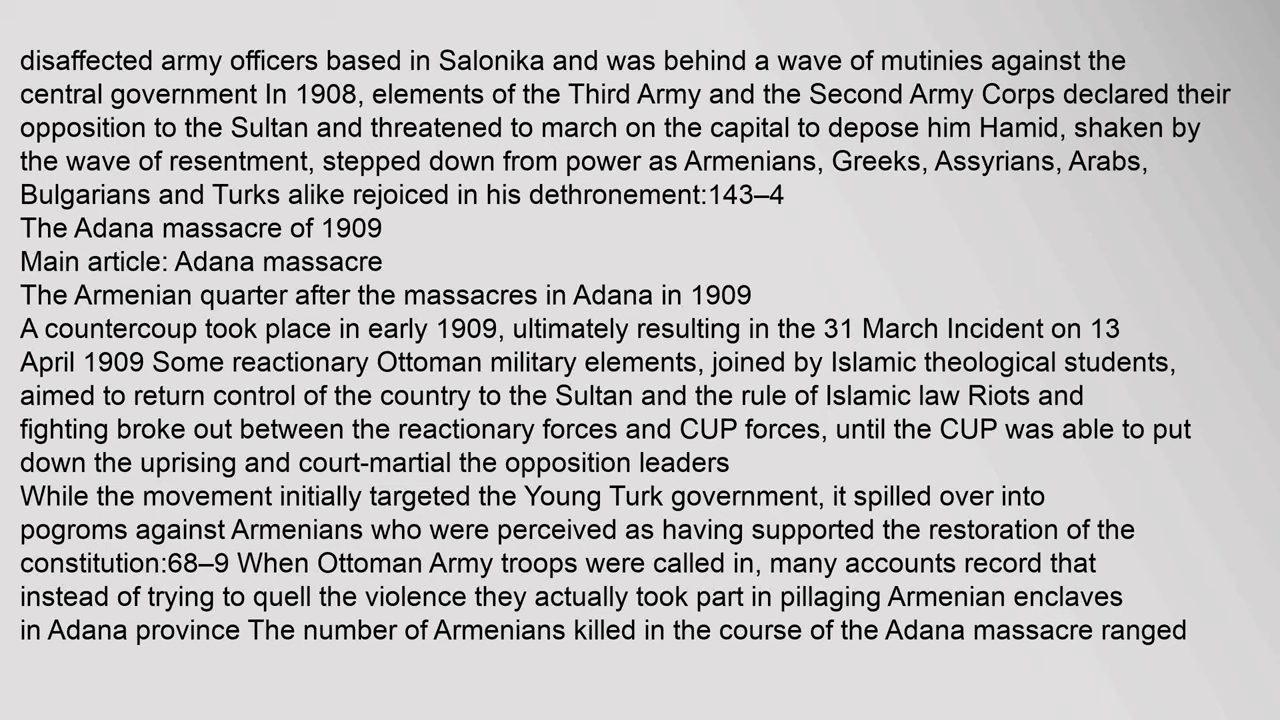 disaffected army officers based in Salonika and was behind a wave of mutinies against the
central government In 1908, elements of the Third Army and the Second Army Corps declared their
opposition to the Sultan and threatened to march on the capital to depose him Hamid, shaken by
the wave of resentment, stepped down from power as Armenians, Greeks, Assyrians, Arabs,
Bulgarians and Turks alike rejoiced in his dethronement:143–4
The Adana massacre of 1909
Main article: Adana massacre
The Armenian quarter after the massacres in Adana in 1909
A countercoup took place in early 1909, ultimately resulting in the 31 March Incident on 13
April 1909 Some reactionary Ottoman military elements, joined by Islamic theological students,
aimed to return control of the country to the Sultan and the rule of Islamic law Riots and
fighting broke out between the reactionary forces and CUP forces, until the CUP was able to put
down the uprising and court-martial the opposition leaders
While the movement initially targeted the Young Turk government, it spilled over into
pogroms against Armenians who were perceived as having supported the restoration of the
constitution:68–9 When Ottoman Army troops were called in, many accounts record that
instead of trying to quell the violence they actually took part in pillaging Armenian enclaves
in Adana province The number of Armenians killed in the course of the Adana massacre ranged